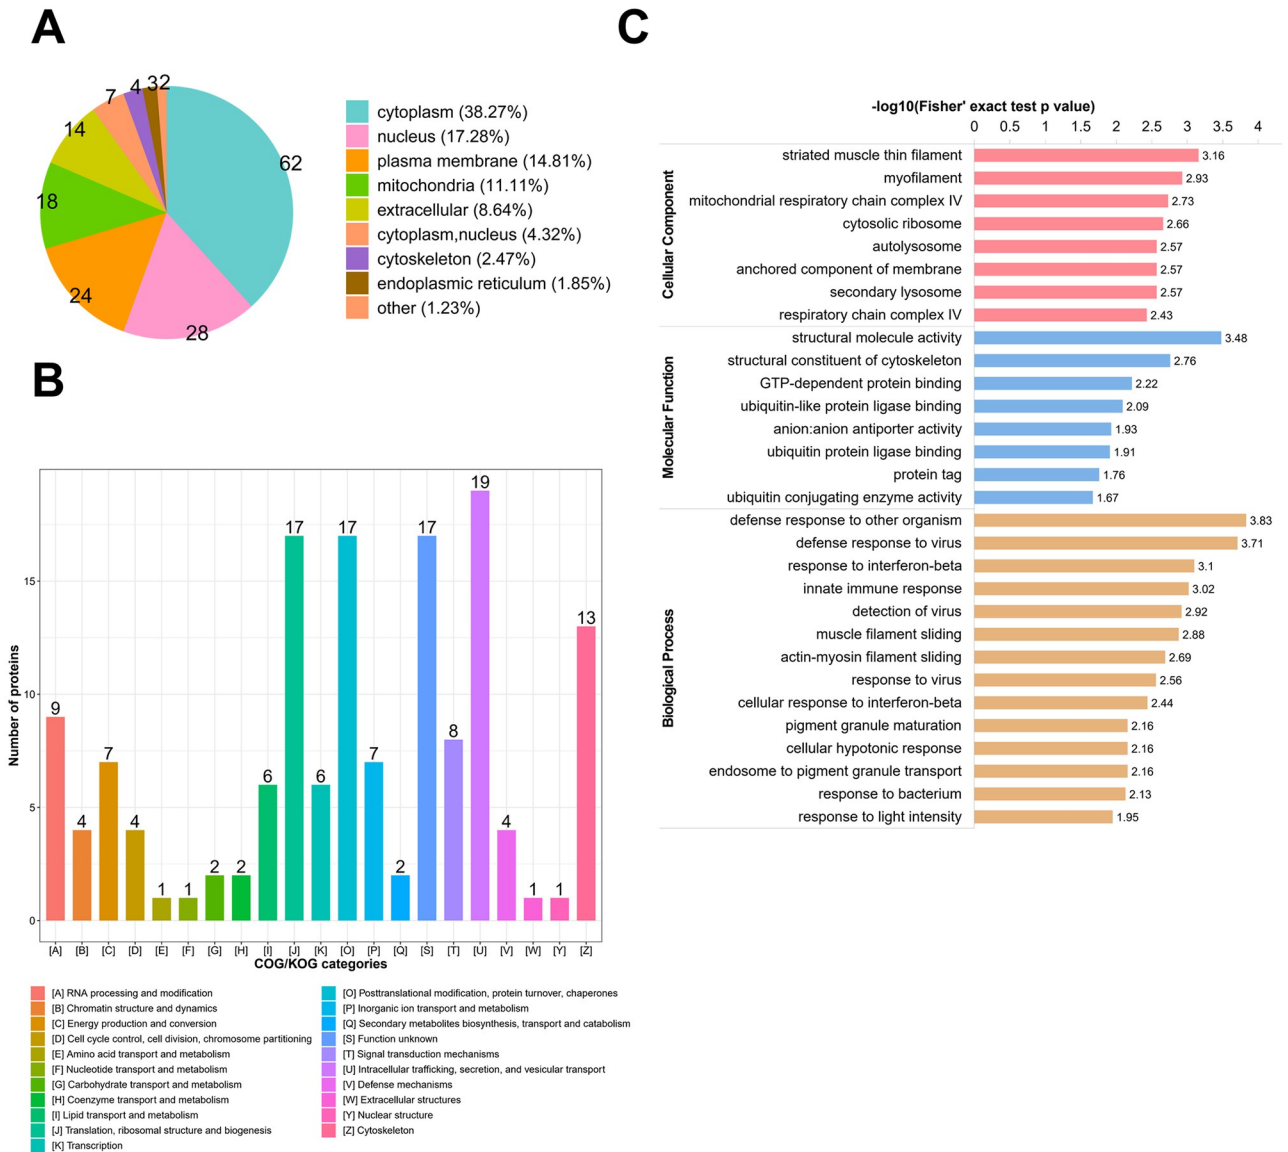 A
62
28
24
18
14
7
4
3
2
cytoplasm (38.27%)
nucleus (17.28%)
plasma membrane (14.81%)
mitochondria (11.11%)
extracellular (8.64%)
cytoplasm,nucleus (4.32%)
cytoskeleton (2.47%)
endoplasmic reticulum (1.85%)
other (1.23%)
B
Number of proteins
15
10
5
0
9
4
7
4
1
1
2
2
6
17
6
17
7
2
17
8
19
4
1
1
13
[A] [B] [C] [D] [E] [F] [G] [H] [I] [J] [K] [O] [P] [Q] [S] [T] [U] [V] [W] [Y] [Z]
COG/KOG categories
[A] RNA processing and modification
[B] Chromatin structure and dynamics
[C] Energy production and conversion
[D] Cell cycle control, cell division, chromosome partitioning
[E] Amino acid transport and metabolism
[F] Nucleotide transport and metabolism
[G] Carbohydrate transport and metabolism
[H] Coenzyme transport and metabolism
[I] Lipid transport and metabolism
[J] Translation, ribosomal structure and biogenesis
[K] Transcription
[O] Posttranslational modification, protein turnover, chaperones
[P] Inorganic ion transport and metabolism
[Q] Secondary metabolites biosynthesis, transport and catabolism
[S] Function unknown
[T] Signal transduction mechanisms
[U] Intracellular trafficking, secretion, and vesicular transport
[V] Defense mechanisms
[W] Extracellular structures
[Y] Nuclear structure
[Z] Cytoskeleton
C
-log10(Fisher' exact test p value)
0 0.5 1 1.5 2 2.5 3 3.5 4
Cellular Component
striated muscle thin filament 3.16
myofilament 2.93
mitochondrial respiratory chain complex IV 2.73
cytosolic ribosome 2.66
autolysosome 2.57
anchored component of membrane 2.57
secondary lysosome 2.57
respiratory chain complex IV 2.43
Molecular Function
structural molecule activity 3.48
structural constituent of cytoskeleton 2.76
GTP-dependent protein binding 2.22
ubiquitin-like protein ligase binding 2.09
anion:anion antiporter activity 1.93
ubiquitin protein ligase binding 1.91
protein tag 1.76
ubiquitin conjugating enzyme activity 1.67
Biological Process
defense response to other organism 3.83
defense response to virus 3.71
response to interferon-beta 3.1
innate immune response 3.02
detection of virus 2.92
muscle filament sliding 2.88
actin-myosin filament sliding 2.69
response to virus 2.56
cellular response to interferon-beta 2.44
pigment granule maturation 2.16
cellular hypotonic response 2.16
endosome to pigment granule transport 2.16
response to bacterium 2.13
response to light intensity 1.95